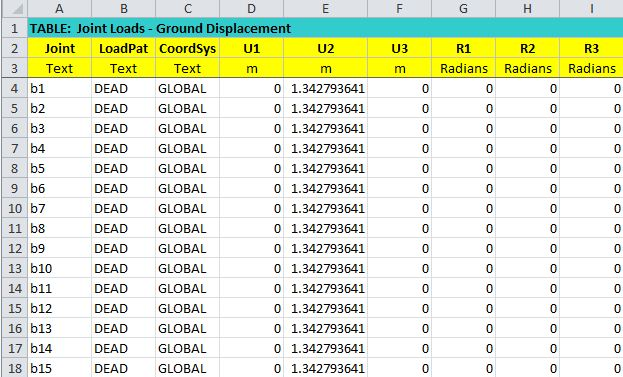 A B C D E F G H I
1 TABLE: Joint Loads - Ground Displacement
2 Joint LoadPat CoordSys U1 U2 U3 R1 R2 R3
3 Text Text Text m m m Radians Radians Radians
4 b1 DEAD GLOBAL 0 1.342793641 0 0 0 0
5 b2 DEAD GLOBAL 0 1.342793641 0 0 0 0
6 b3 DEAD GLOBAL 0 1.342793641 0 0 0 0
7 b4 DEAD GLOBAL 0 1.342793641 0 0 0 0
8 b5 DEAD GLOBAL 0 1.342793641 0 0 0 0
9 b6 DEAD GLOBAL 0 1.342793641 0 0 0 0
10 b7 DEAD GLOBAL 0 1.342793641 0 0 0 0
11 b8 DEAD GLOBAL 0 1.342793641 0 0 0 0
12 b9 DEAD GLOBAL 0 1.342793641 0 0 0 0
13 b10 DEAD GLOBAL 0 1.342793641 0 0 0 0
14 b11 DEAD GLOBAL 0 1.342793641 0 0 0 0
15 b12 DEAD GLOBAL 0 1.342793641 0 0 0 0
16 b13 DEAD GLOBAL 0 1.342793641 0 0 0 0
17 b14 DEAD GLOBAL 0 1.342793641 0 0 0 0
18 b15 DEAD GLOBAL 0 1.342793641 0 0 0 0